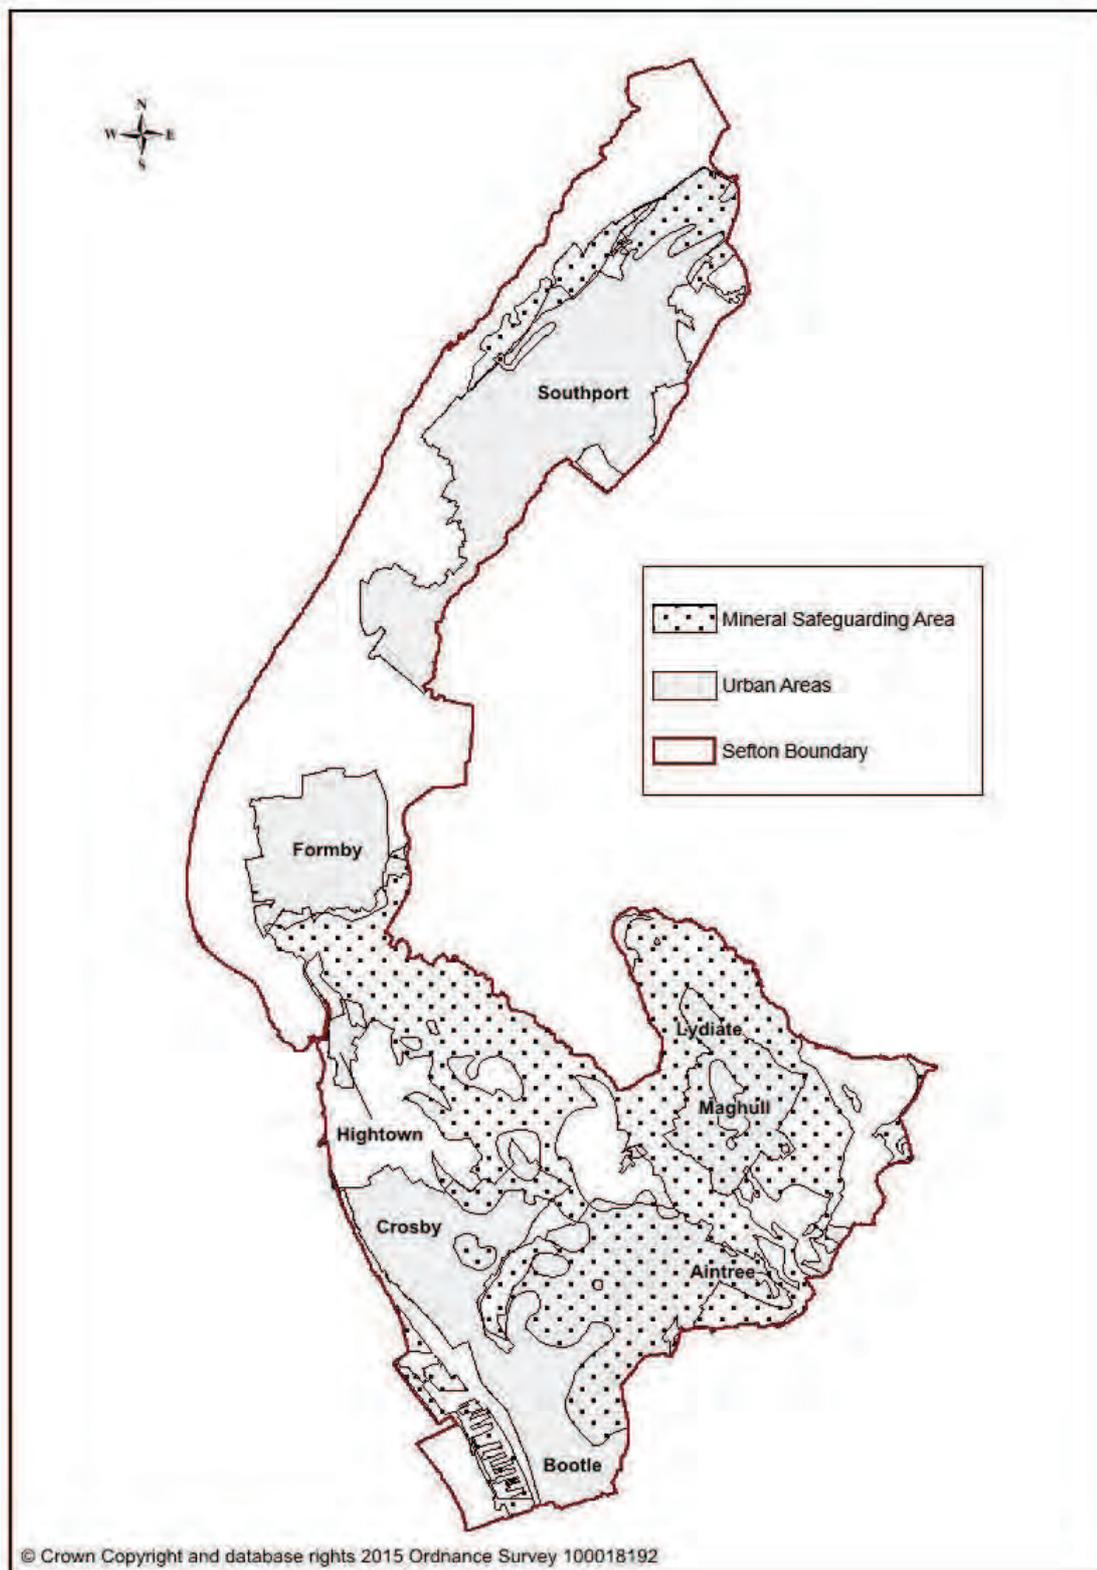 N
W E
S
Southport
Mineral Safeguarding Area
Urban Areas
Sefton Boundary
Formby
Lydiate
Maghull
Hightown
Crosby
Aintree
Bootle
© Crown Copyright and database rights 2015 Ordnance Survey 100018192